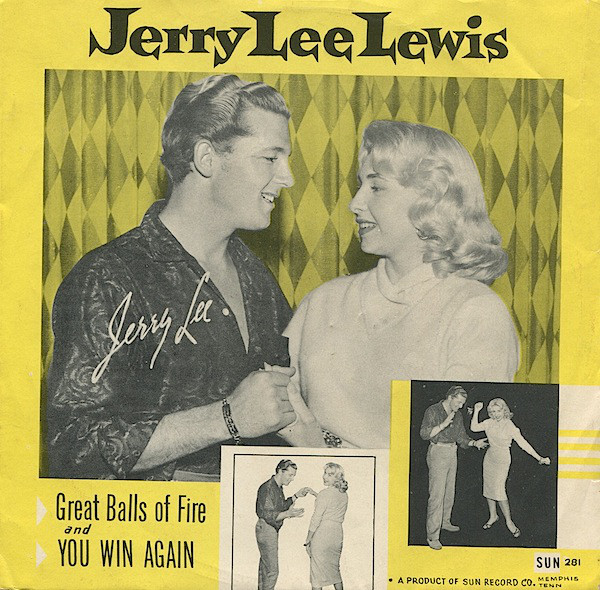 Jerry Lee Lewis
Jerry Lee
Great Balls of Fire
and
YOU WIN AGAIN
SUN 281
• A PRODUCT OF SUN RECORD CO. MEMPHIS TENN